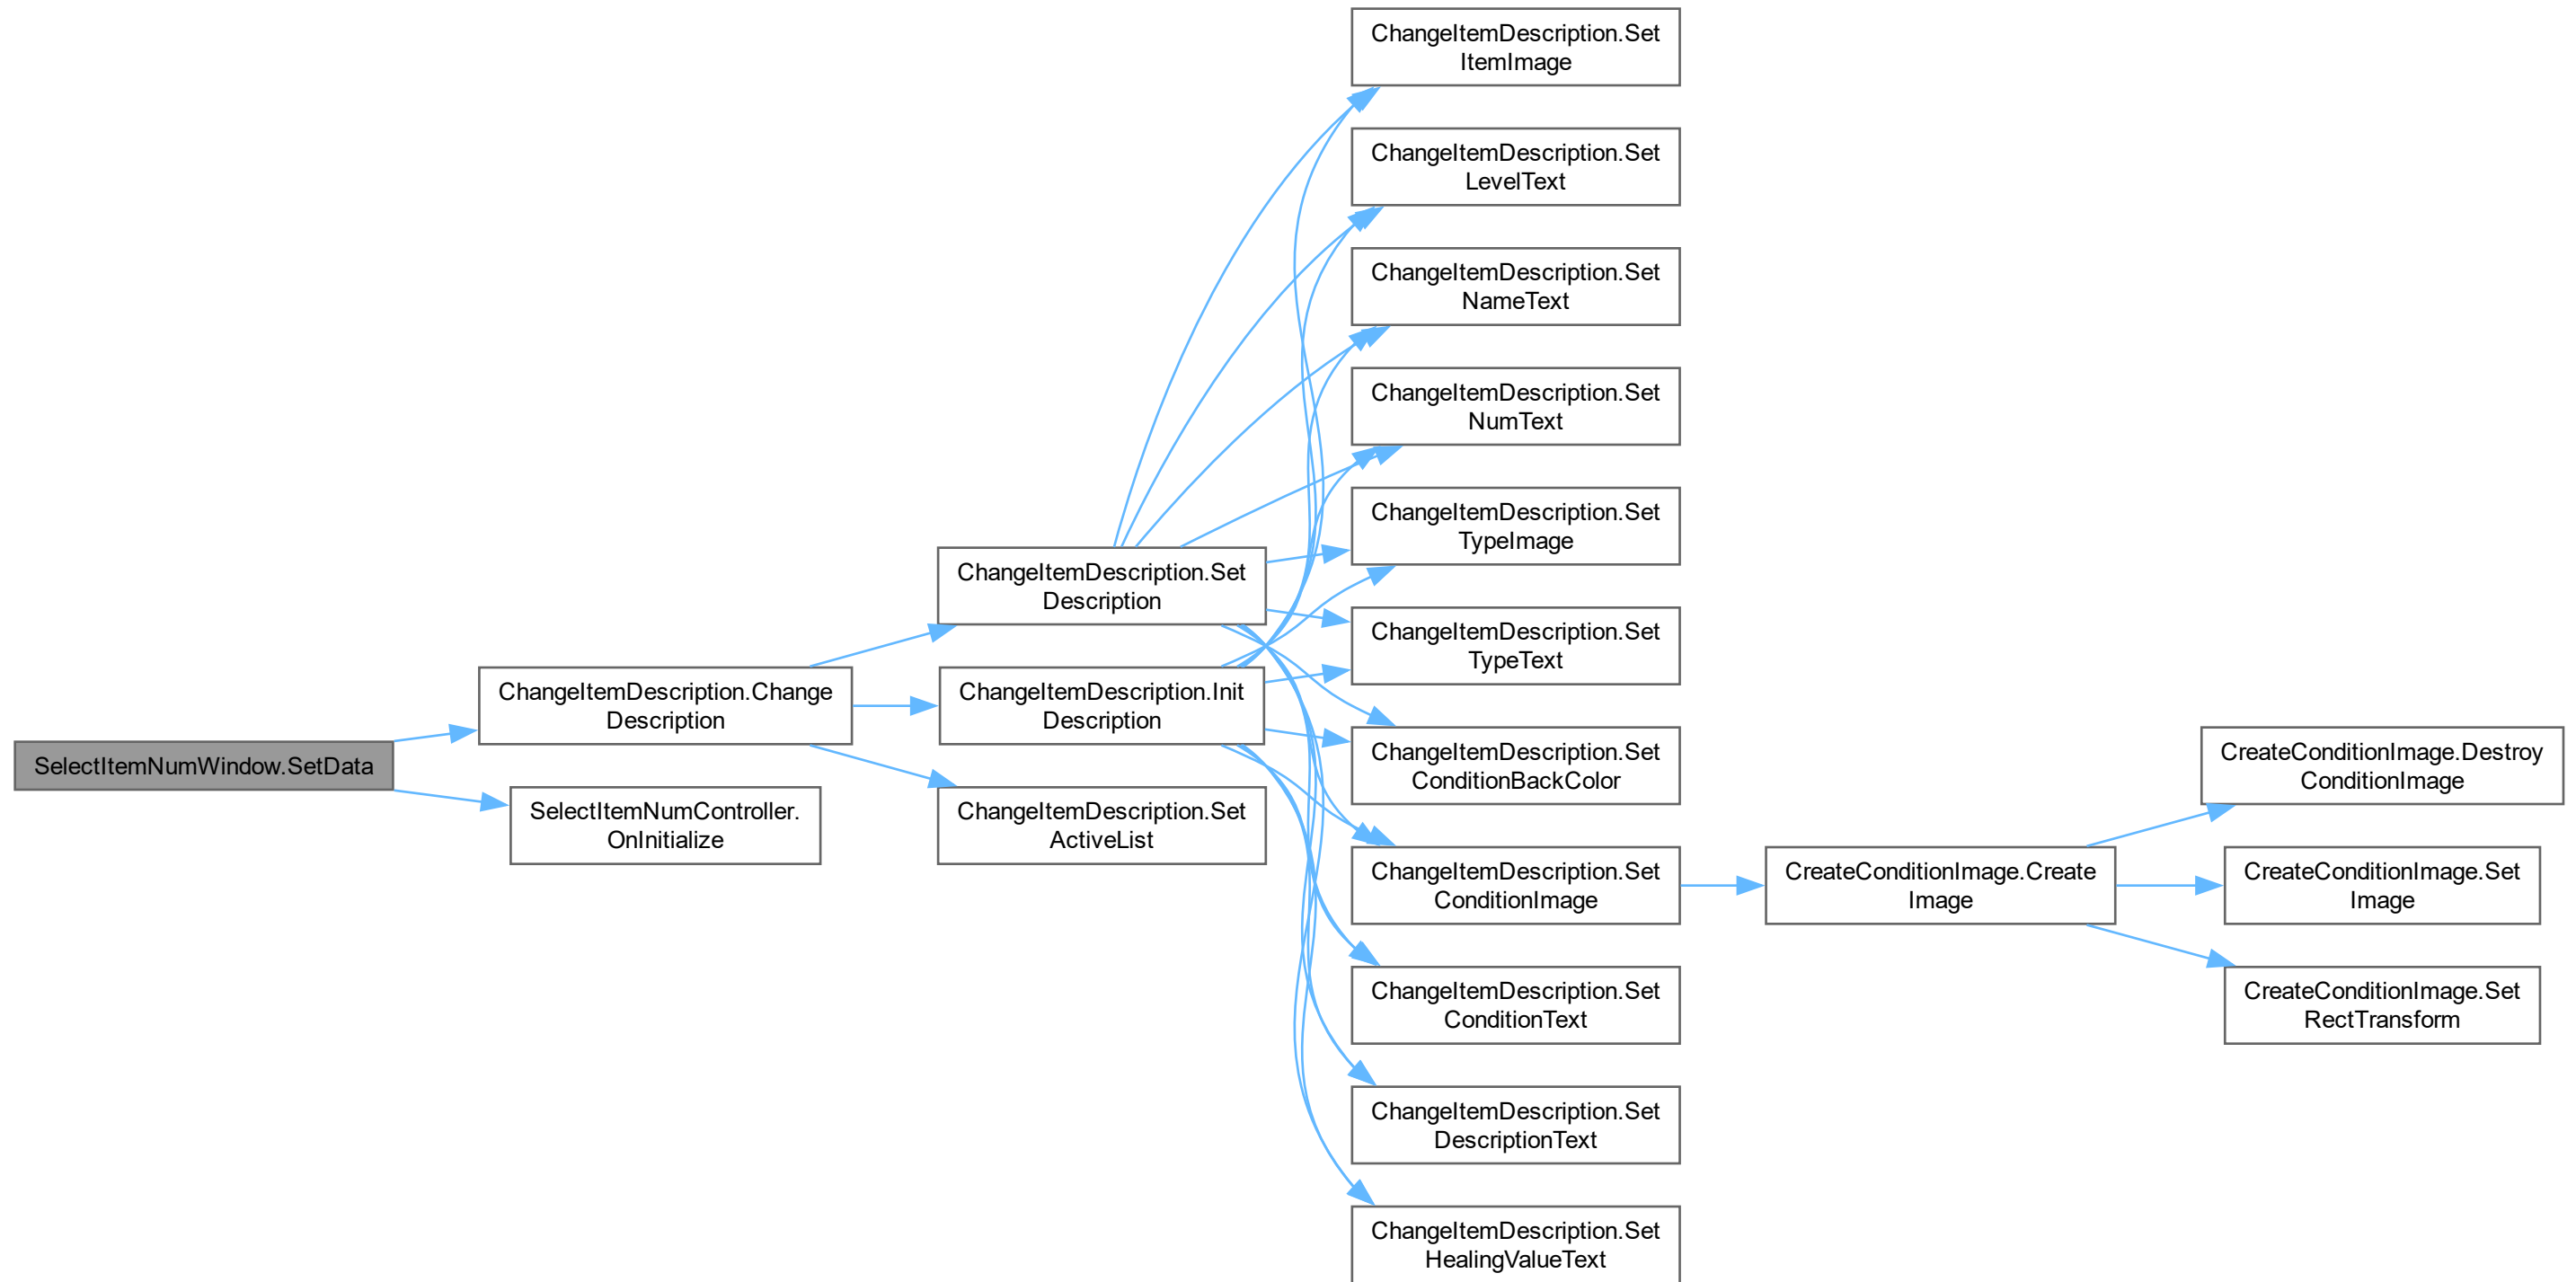 SelectItemNumWindow.SetData
ChangeItemDescription.Change
Description
SelectItemNumController.
OnInitialize
ChangeItemDescription.Set
Description
ChangeItemDescription.Init
Description
ChangeItemDescription.Set
ActiveList
ChangeItemDescription.Set
ItemImage
ChangeItemDescription.Set
LevelText
ChangeItemDescription.Set
NameText
ChangeItemDescription.Set
NumText
ChangeItemDescription.Set
TypeImage
ChangeItemDescription.Set
TypeText
ChangeItemDescription.Set
ConditionBackColor
ChangeItemDescription.Set
ConditionImage
ChangeItemDescription.Set
ConditionText
ChangeItemDescription.Set
DescriptionText
ChangeItemDescription.Set
HealingValueText
CreateConditionImage.Create
Image
CreateConditionImage.Destroy
ConditionImage
CreateConditionImage.Set
Image
CreateConditionImage.Set
RectTransform